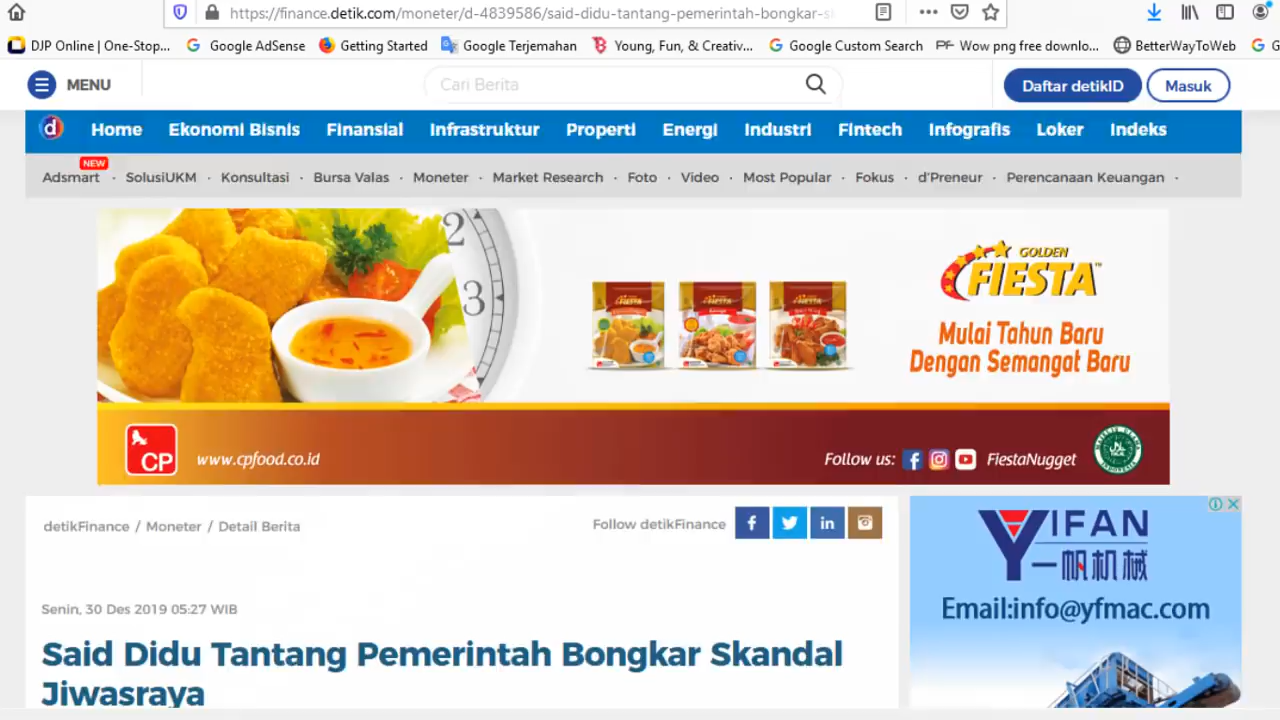 https://finance.detik.com/moneter/d-4839586/said-didu-tantang-pemerintah-bongkar-sk
DJP Online | One-Stop... Google AdSense Getting Started Google Terjemahan Young, Fun, & Creativ... Google Custom Search PF Wow png free downlo... BetterWayToWeb G
MENU Cari Berita Daftar detikID Masuk
d Home Ekonomi Bisnis Finansial Infrastruktur Properti Energi Industri Fintech Infografis Loker Indeks
NEW
Adsmart · SolusiUKM · Konsultasi · Bursa Valas · Moneter · Market Research · Foto · Video · Most Popular · Fokus · d'Preneur · Perencanaan Keuangan ·
2
3
GOLDEN
FIESTA™
Mulai Tahun Baru
Dengan Semangat Baru
CP www.cpfood.co.id Follow us: FiestaNugget
detikFinance / Moneter / Detail Berita Follow detikFinance
YIFAN
一帆机械
Email:info@yfmac.com
Senin, 30 Des 2019 05:27 WIB
Said Didu Tantang Pemerintah Bongkar Skandal
Jiwasraya